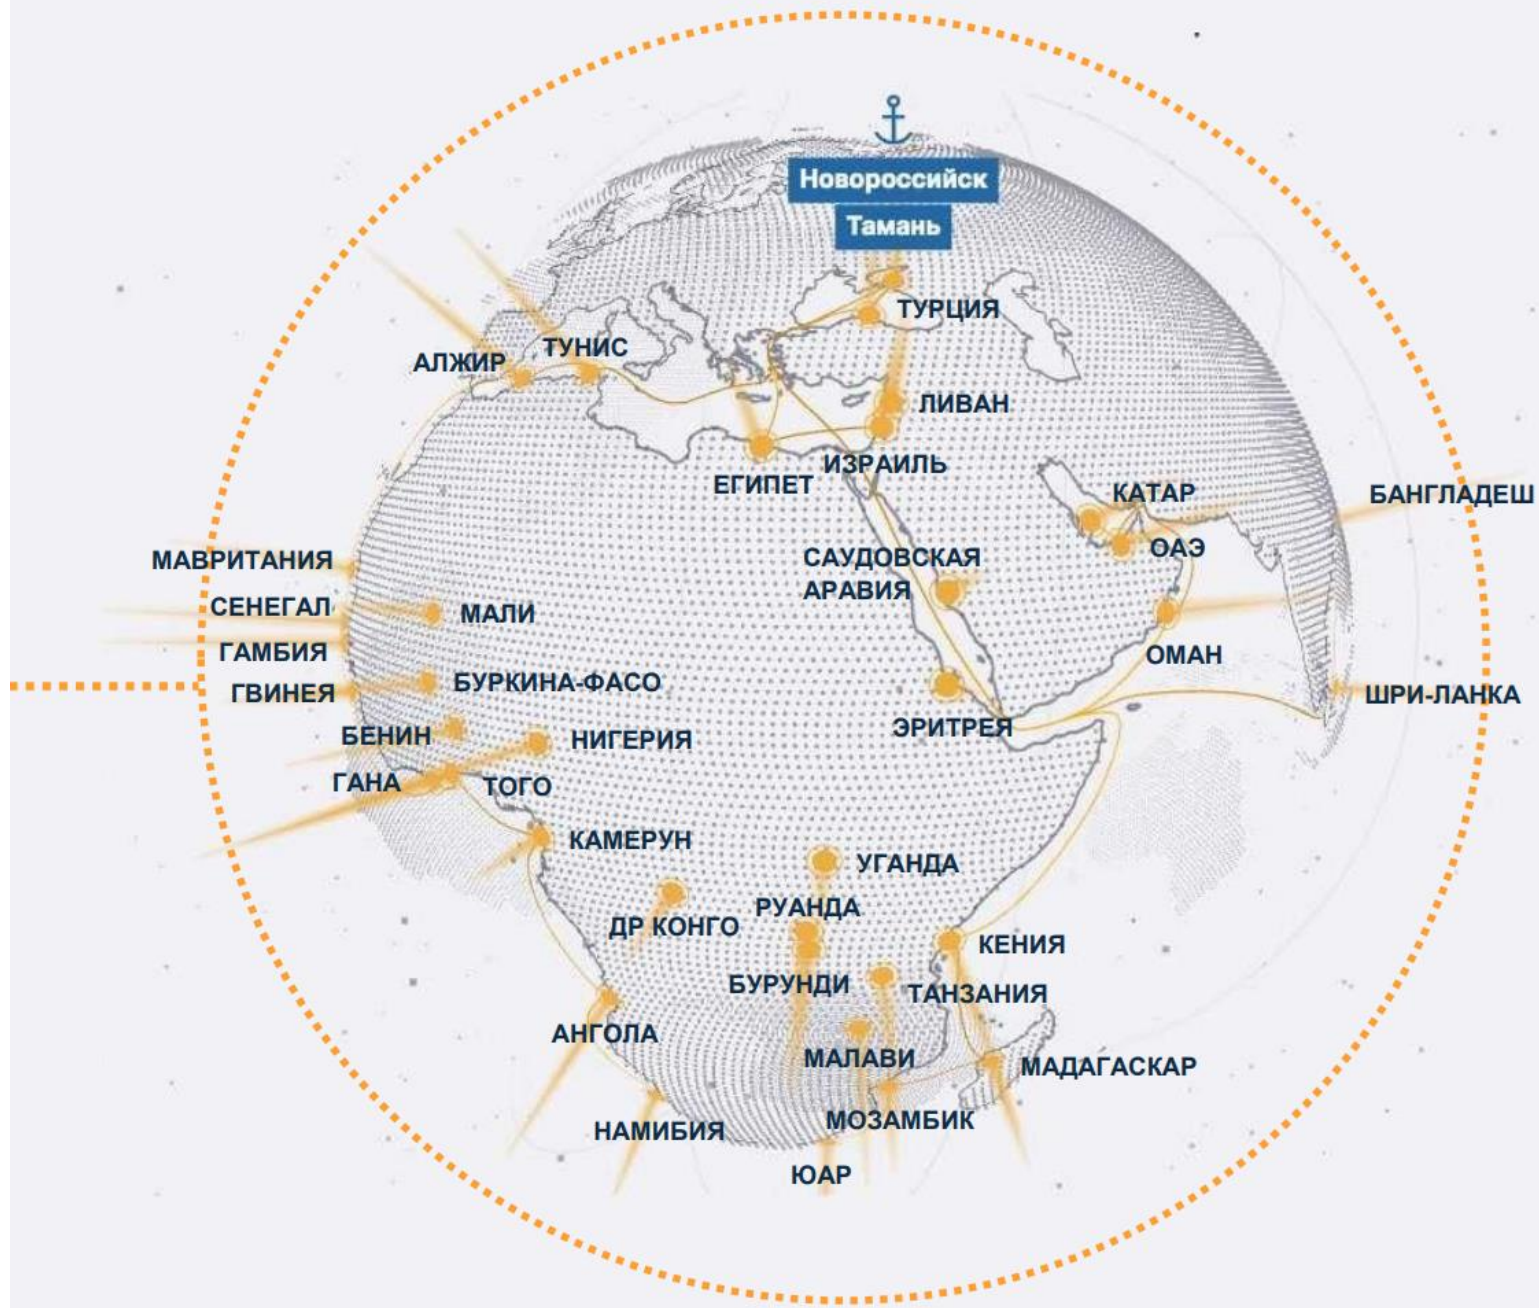 Новороссийск
Тамань
ТУРЦИЯ
ТУНИС
АЛЖИР
ЛИВАН
ИЗРАИЛЬ
ЕГИПЕТ
КАТАР
БАНГЛАДЕШ
ОАЭ
САУДОВСКАЯ
АРАВИЯ
МАВРИТАНИЯ
СЕНЕГАЛ
МАЛИ
ГАМБИЯ
ОМАН
БУРКИНА-ФАСО
ГВИНЕЯ
ШРИ-ЛАНКА
ЭРИТРЕЯ
БЕНИН
НИГЕРИЯ
ГАНА
ТОГО
КАМЕРУН
УГАНДА
РУАНДА
ДР КОНГО
КЕНИЯ
БУРУНДИ
ТАНЗАНИЯ
АНГОЛА
МАЛАВИ
МАДАГАСКАР
МОЗАМБИК
НАМИБИЯ
ЮАР